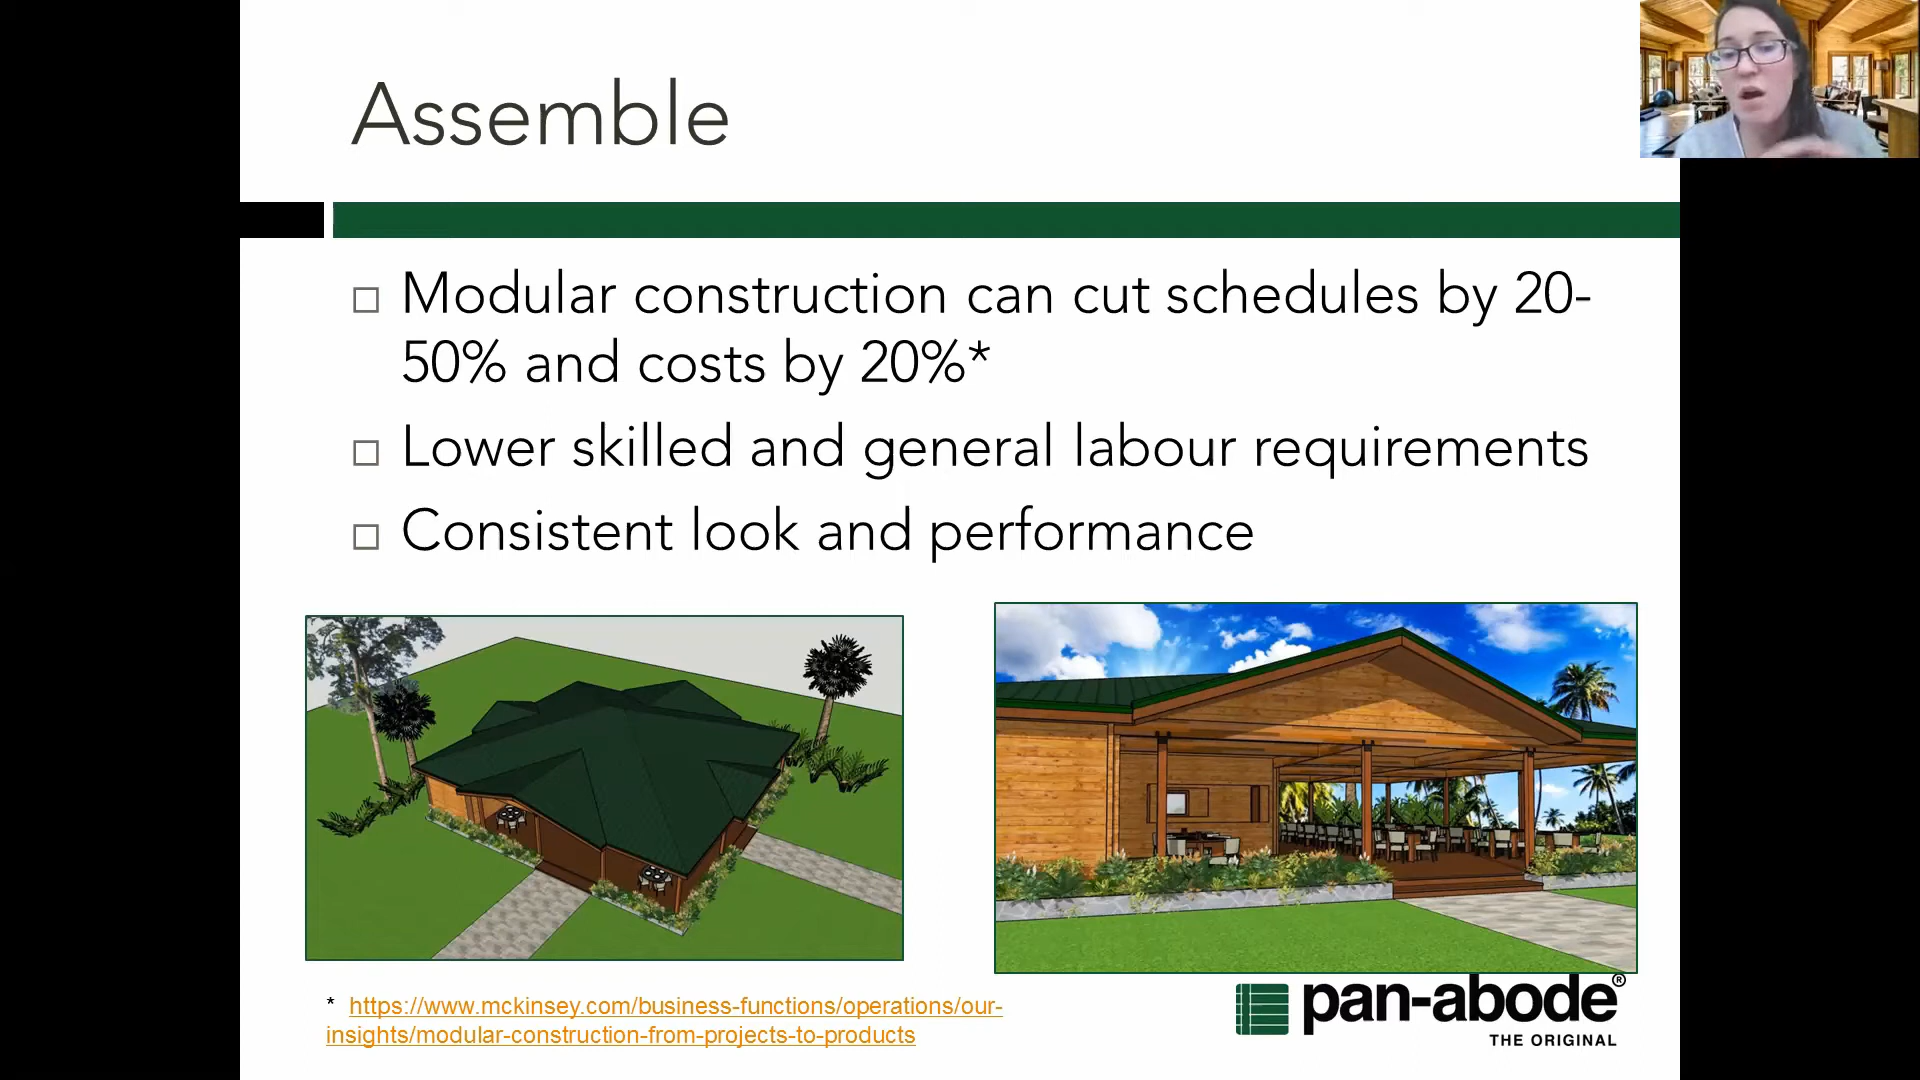 Assemble
Modular construction can cut schedules by 20-
50% and costs by 20%*
Lower skilled and general labour requirements
Consistent look and performance
* https://www.mckinsey.com/business-functions/operations/our-
insights/modular-construction-from-projects-to-products
pan-abode®
THE ORIGINAL